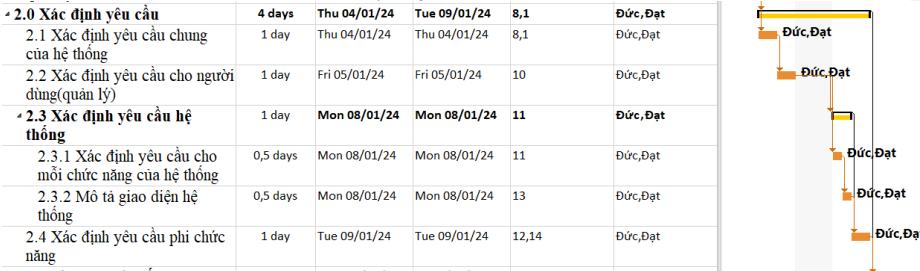 2.0 Xác định yêu cầu 4 days Thu 04/01/24 Tue 09/01/24 8,1 Đức,Đạt
2.1 Xác định yêu cầu chung của hệ thống 1 day Thu 04/01/24 Thu 04/01/24 8,1 Đức,Đạt Đức,Đạt
2.2 Xác định yêu cầu cho người dùng(quản lý) 1 day Fri 05/01/24 Fri 05/01/24 10 Đức,Đạt Đức,Đạt
2.3 Xác định yêu cầu hệ thống 1 day Mon 08/01/24 Mon 08/01/24 11 Đức,Đạt
2.3.1 Xác định yêu cầu cho mỗi chức năng của hệ thống 0,5 days Mon 08/01/24 Mon 08/01/24 11 Đức,Đạt Đức,Đạt
2.3.2 Mô tả giao diện hệ thống 0,5 days Mon 08/01/24 Mon 08/01/24 13 Đức,Đạt Đức,Đạt
2.4 Xác định yêu cầu phi chức năng 1 day Tue 09/01/24 Tue 09/01/24 12,14 Đức,Đạt Đức,Đạ